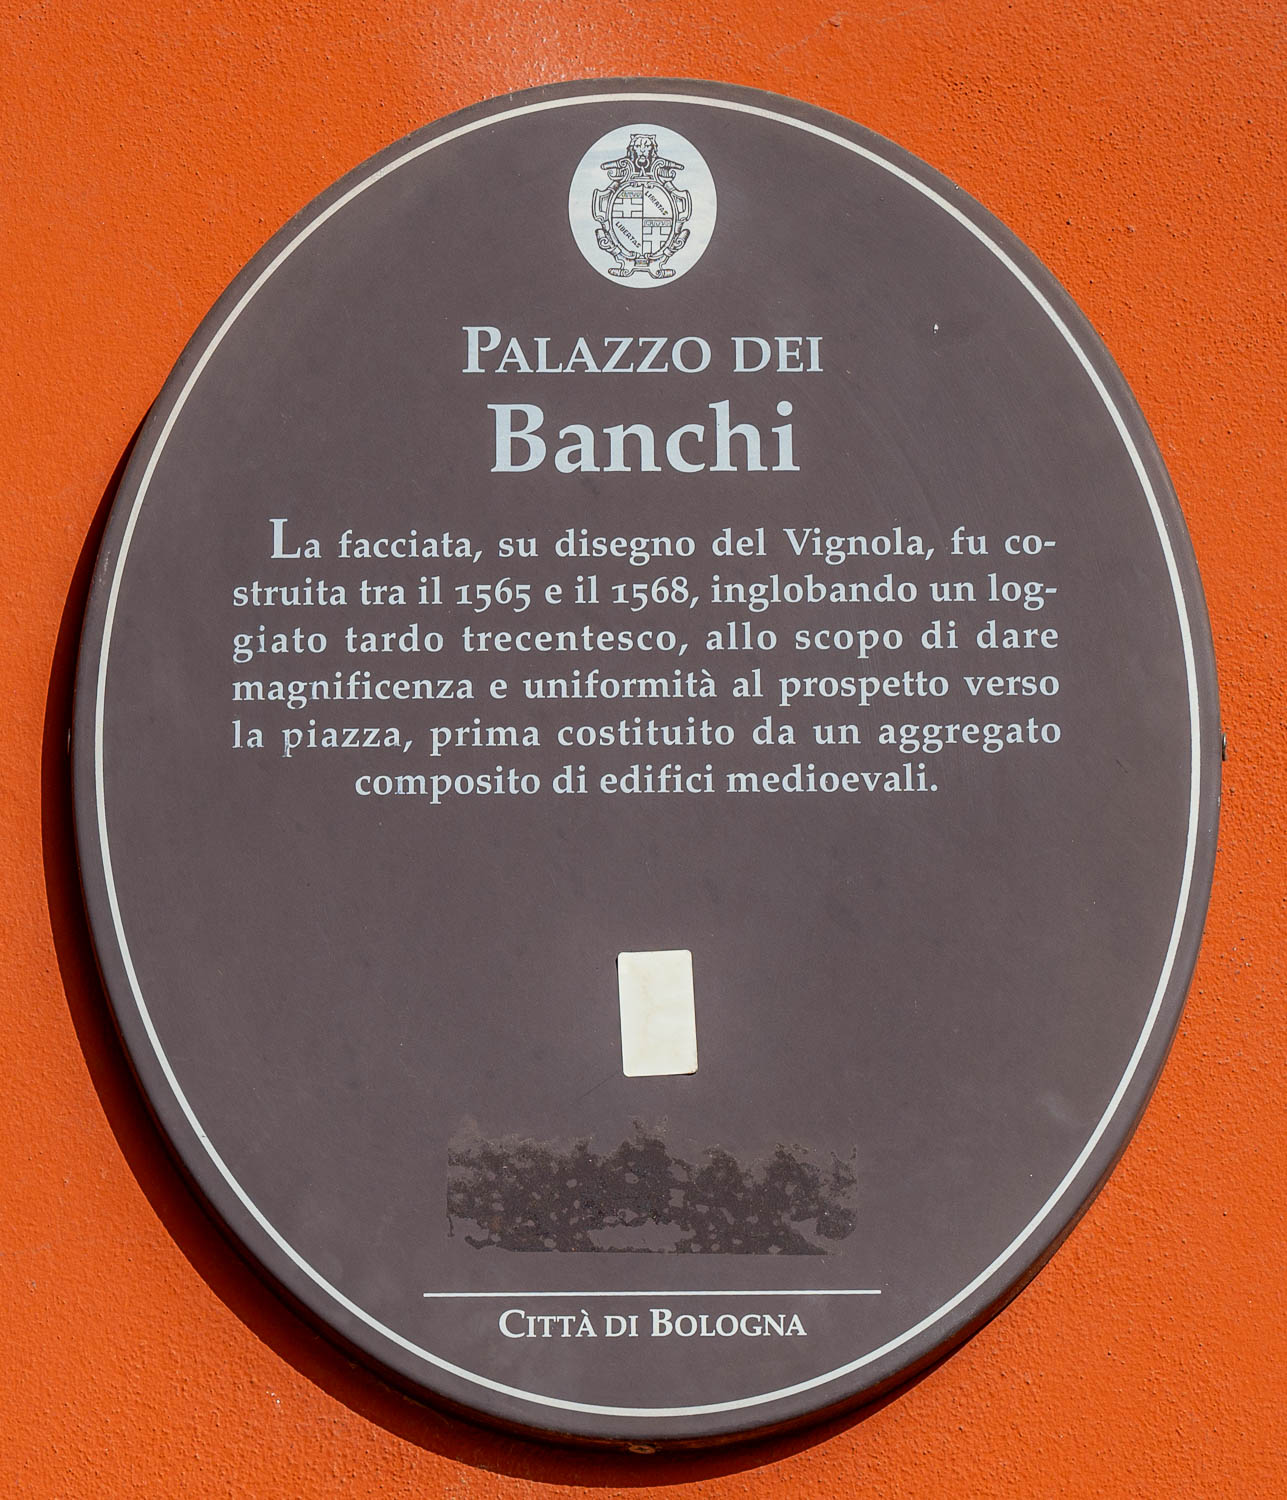 LIBERTAS
LIBERTAS
PALAZZO DEI
Banchi
La facciata, su disegno del Vignola, fu co-
struita tra il 1565 e il 1568, inglobando un log-
giato tardo trecentesco, allo scopo di dare
magnificenza e uniformità al prospetto verso
la piazza, prima costituito da un aggregato
composito di edifici medioevali.
CITTÀ DI BOLOGNA